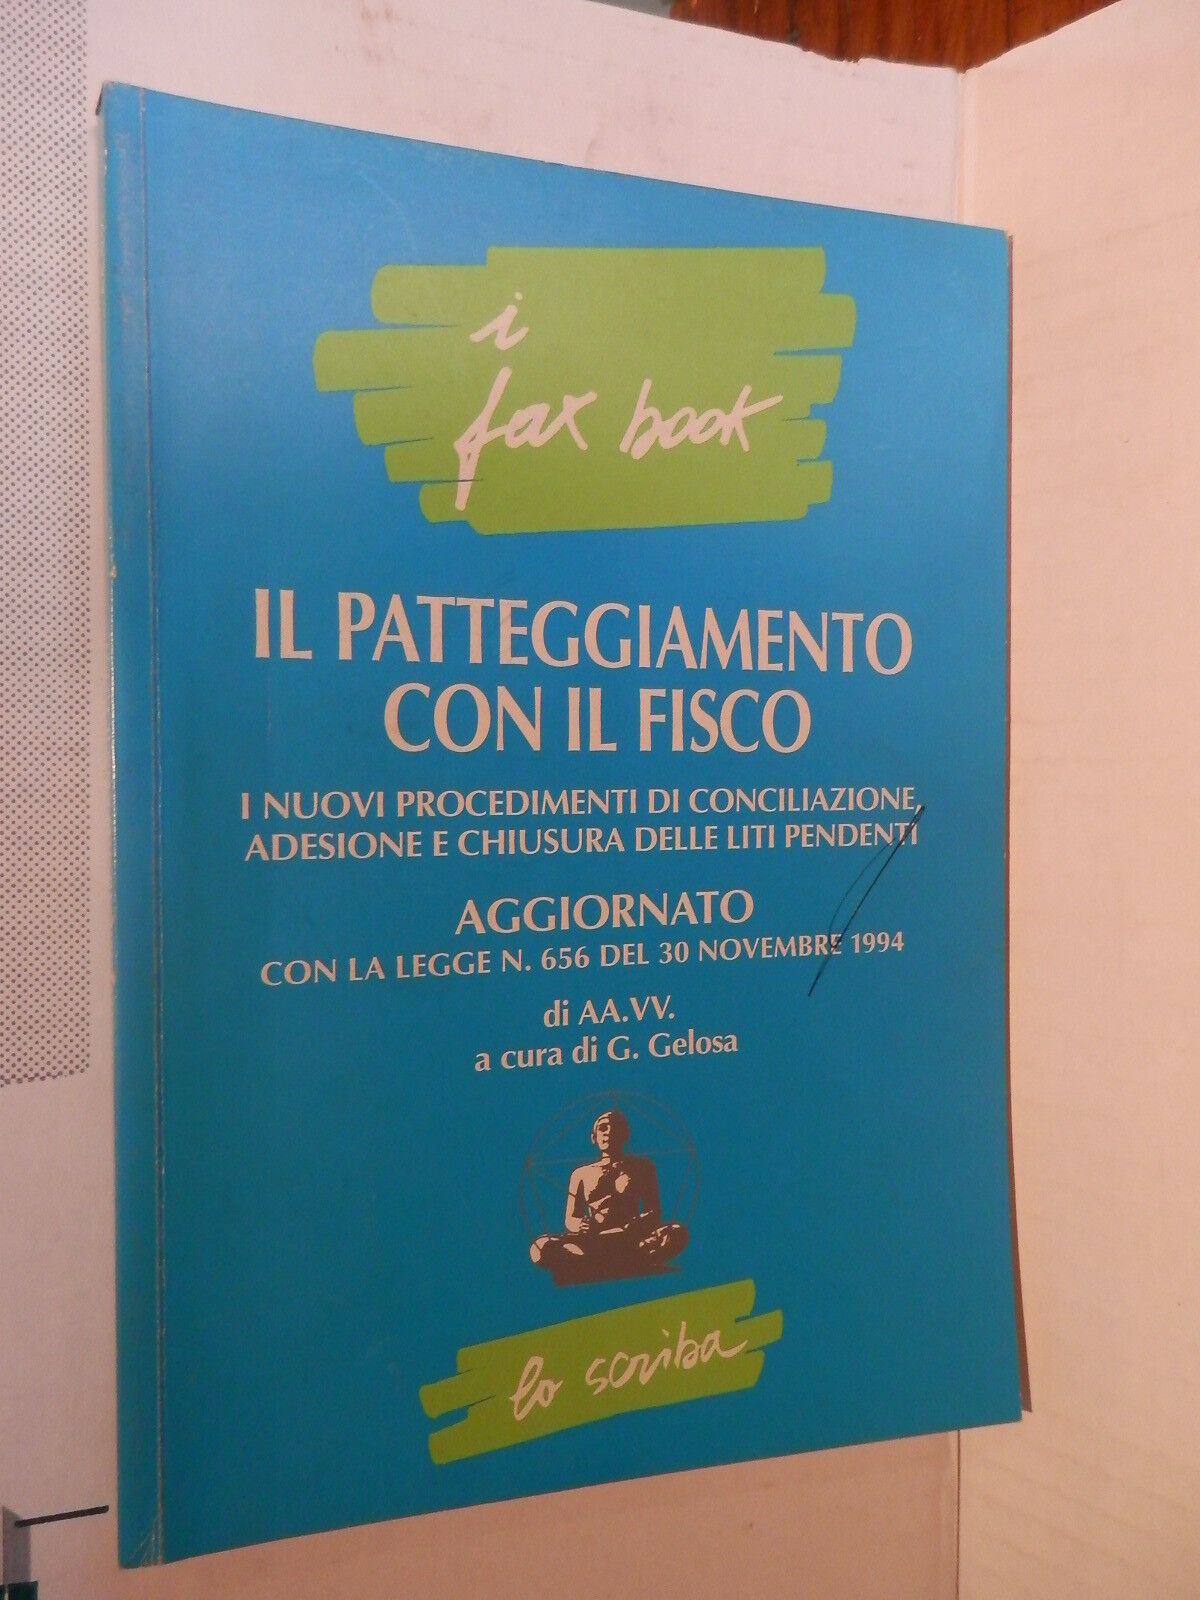 i
fax book
IL PATTEGGIAMENTO
CON IL FISCO
I NUOVI PROCEDIMENTI DI CONCILIAZIONE,
ADESIONE E CHIUSURA DELLE LITI PENDENTI
AGGIORNATO
CON LA LEGGE N. 656 DEL 30 NOVEMBRE 1994
di AA.VV.
a cura di G. Gelosa
lo scriba